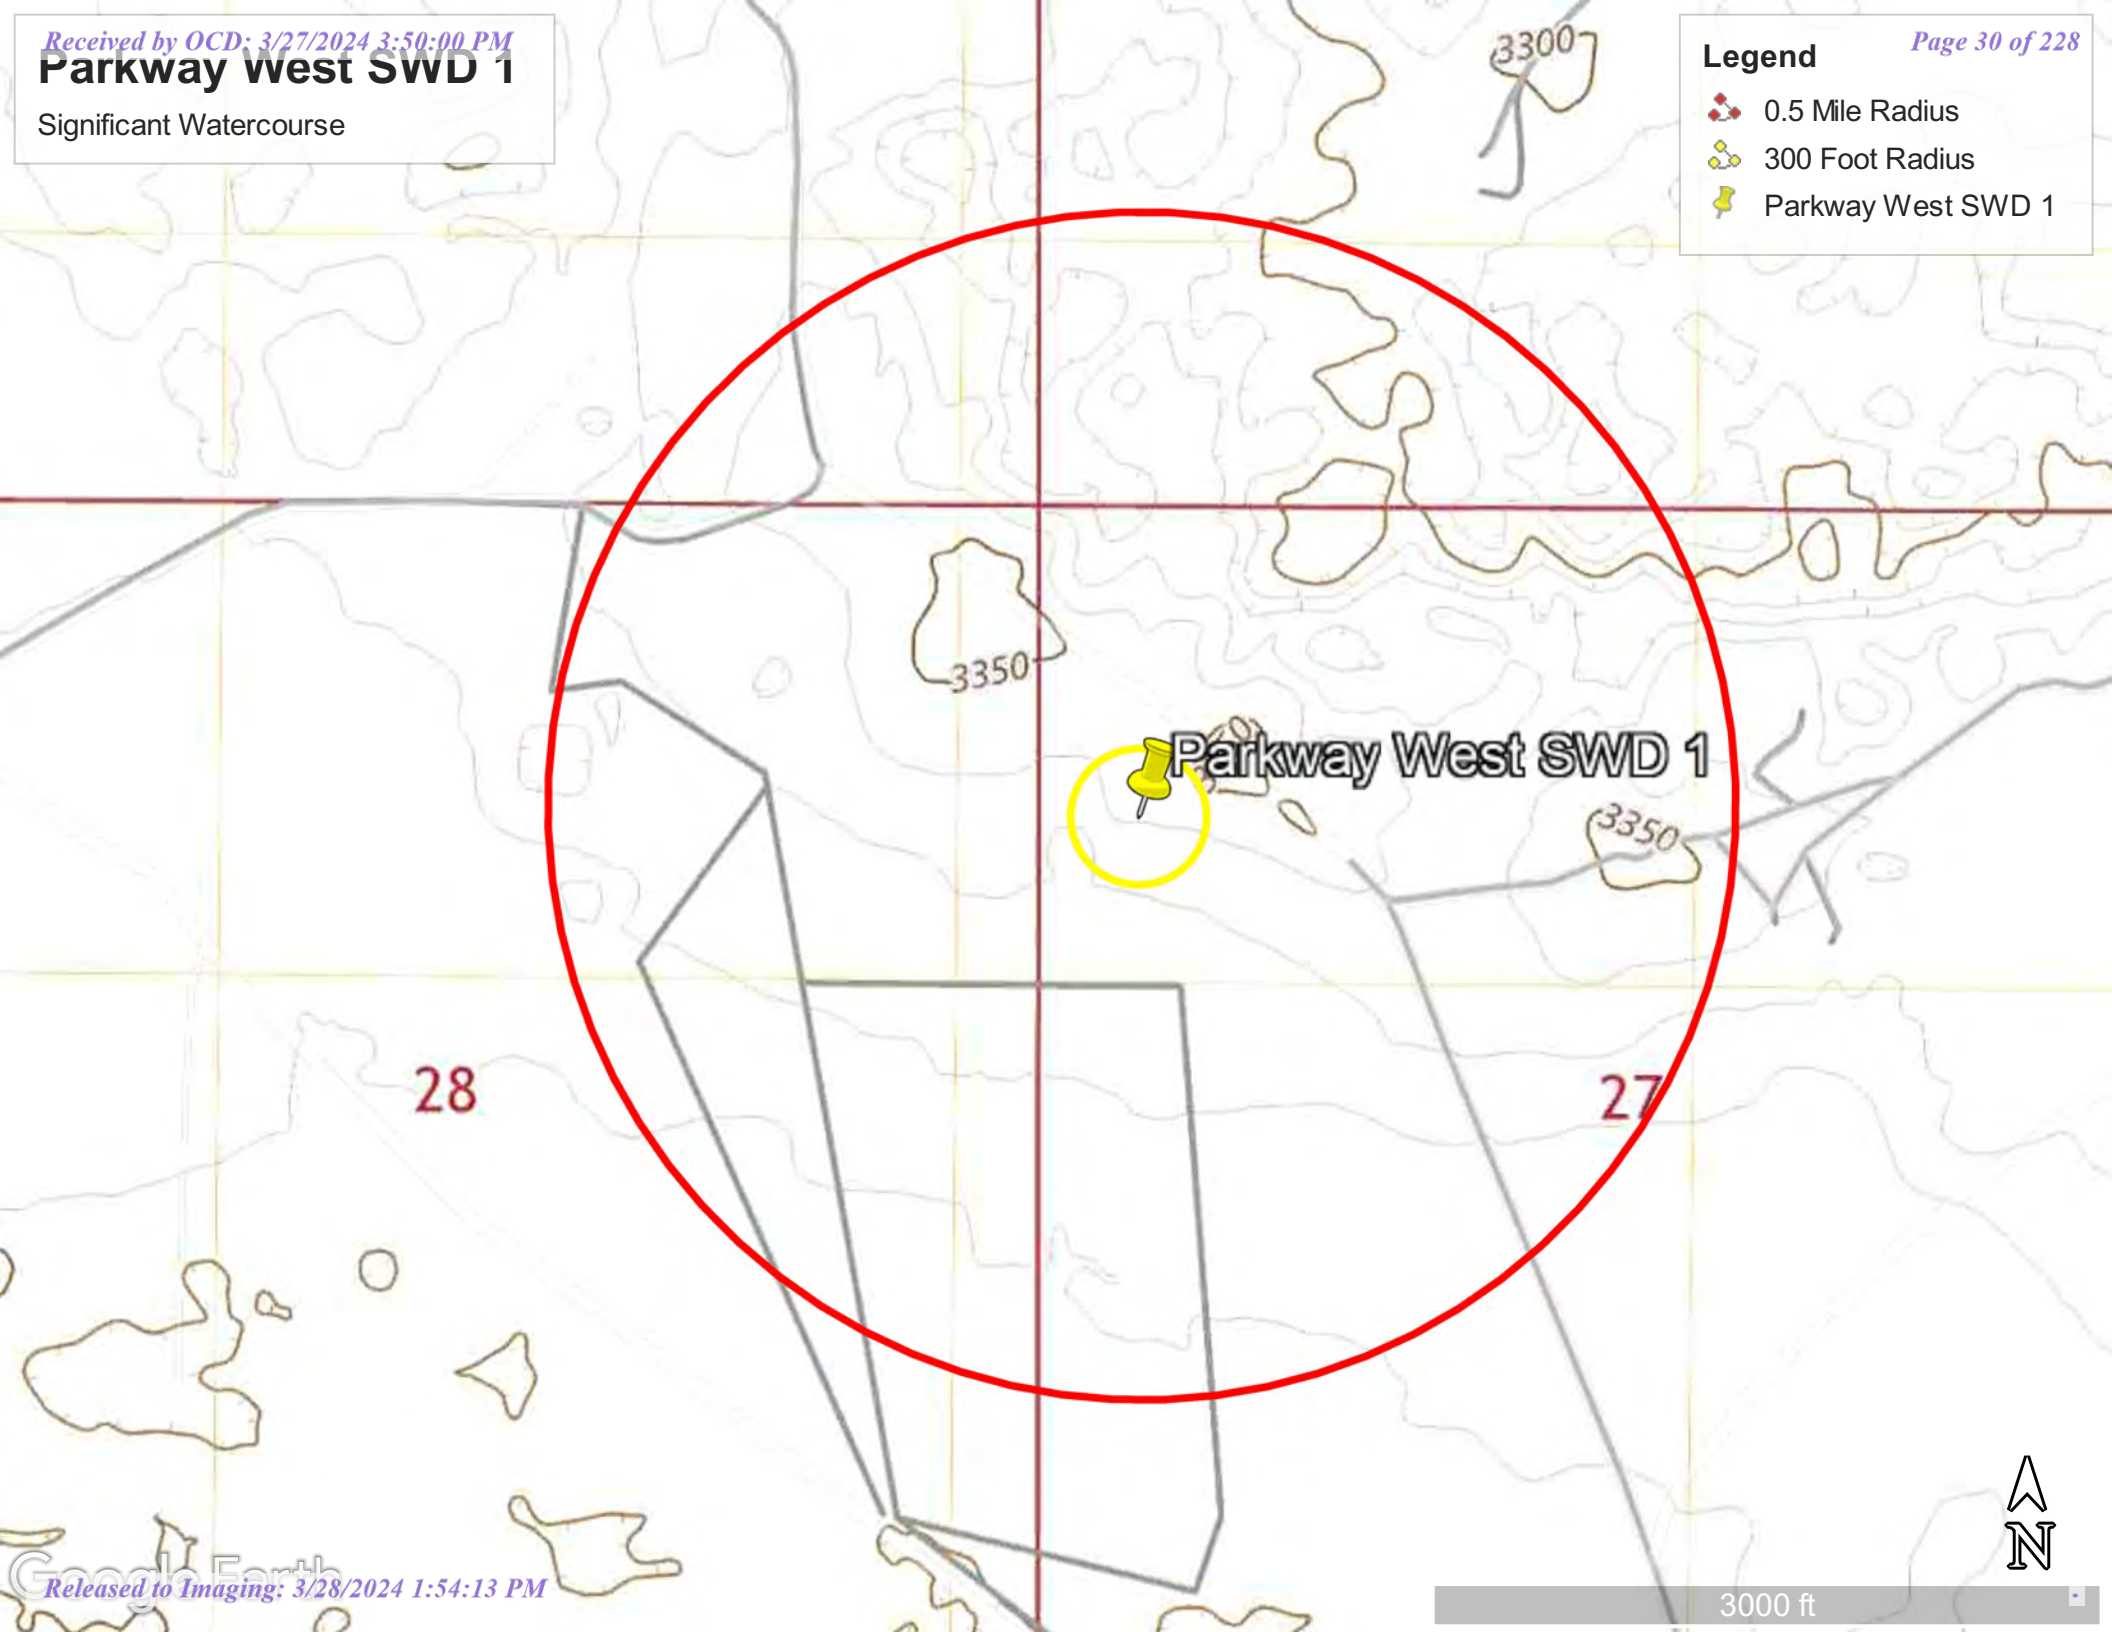 Received by OCD: 3/27/2024 3:50:00 PM
Page 30 of 228
Parkway West SWD 1
Significant Watercourse
Legend
0.5 Mile Radius
300 Foot Radius
Parkway West SWD 1
3300
3350
Parkway West SWD 1
3350
28
27
N
Google Earth
Released to Imaging: 3/28/2024 1:54:13 PM
3000 ft